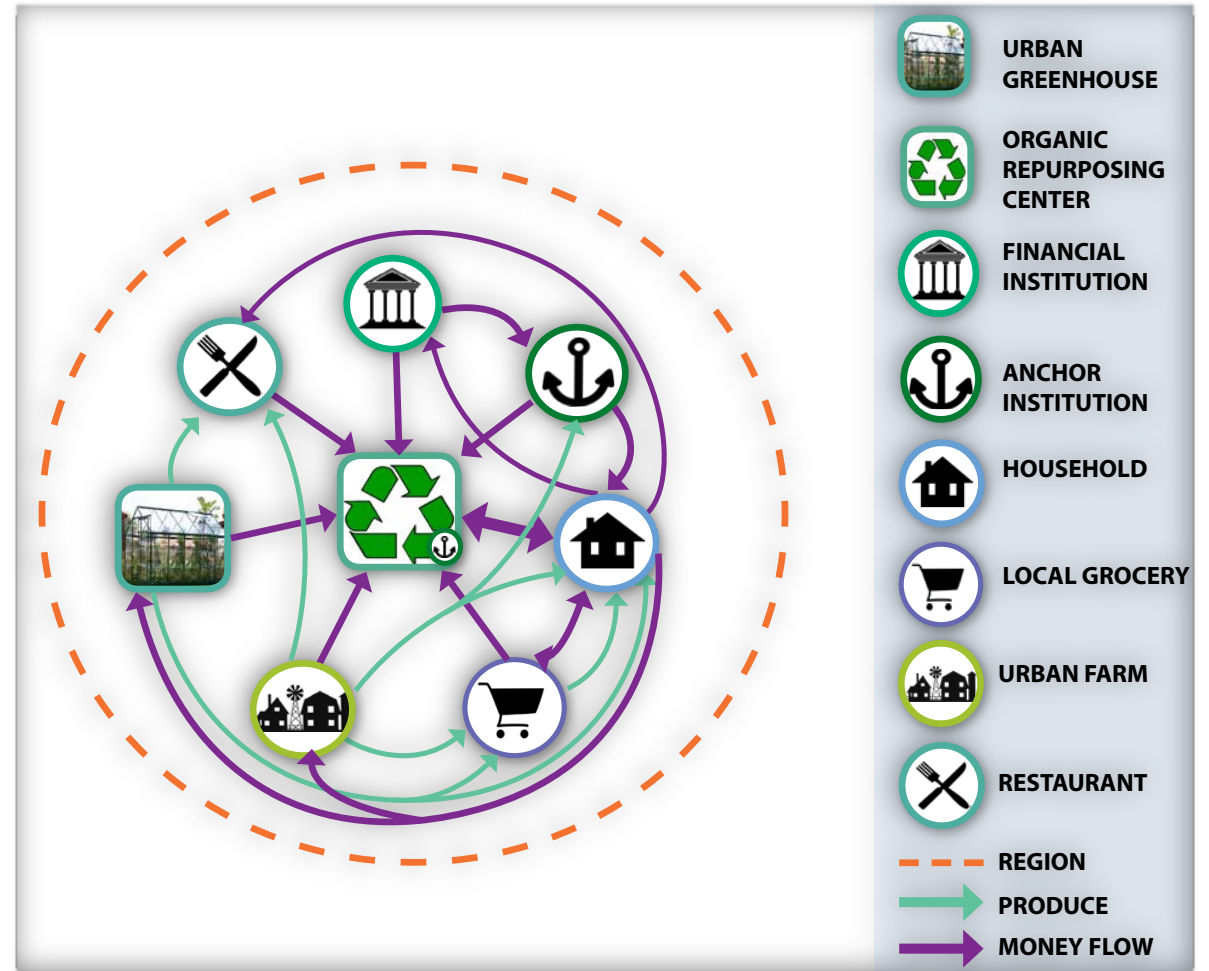 URBAN
GREENHOUSE
ORGANIC
REPURPOSING
CENTER
FINANCIAL
INSTITUTION
ANCHOR
INSTITUTION
HOUSEHOLD
LOCAL GROCERY
URBAN FARM
RESTAURANT
REGION
PRODUCE
MONEY FLOW